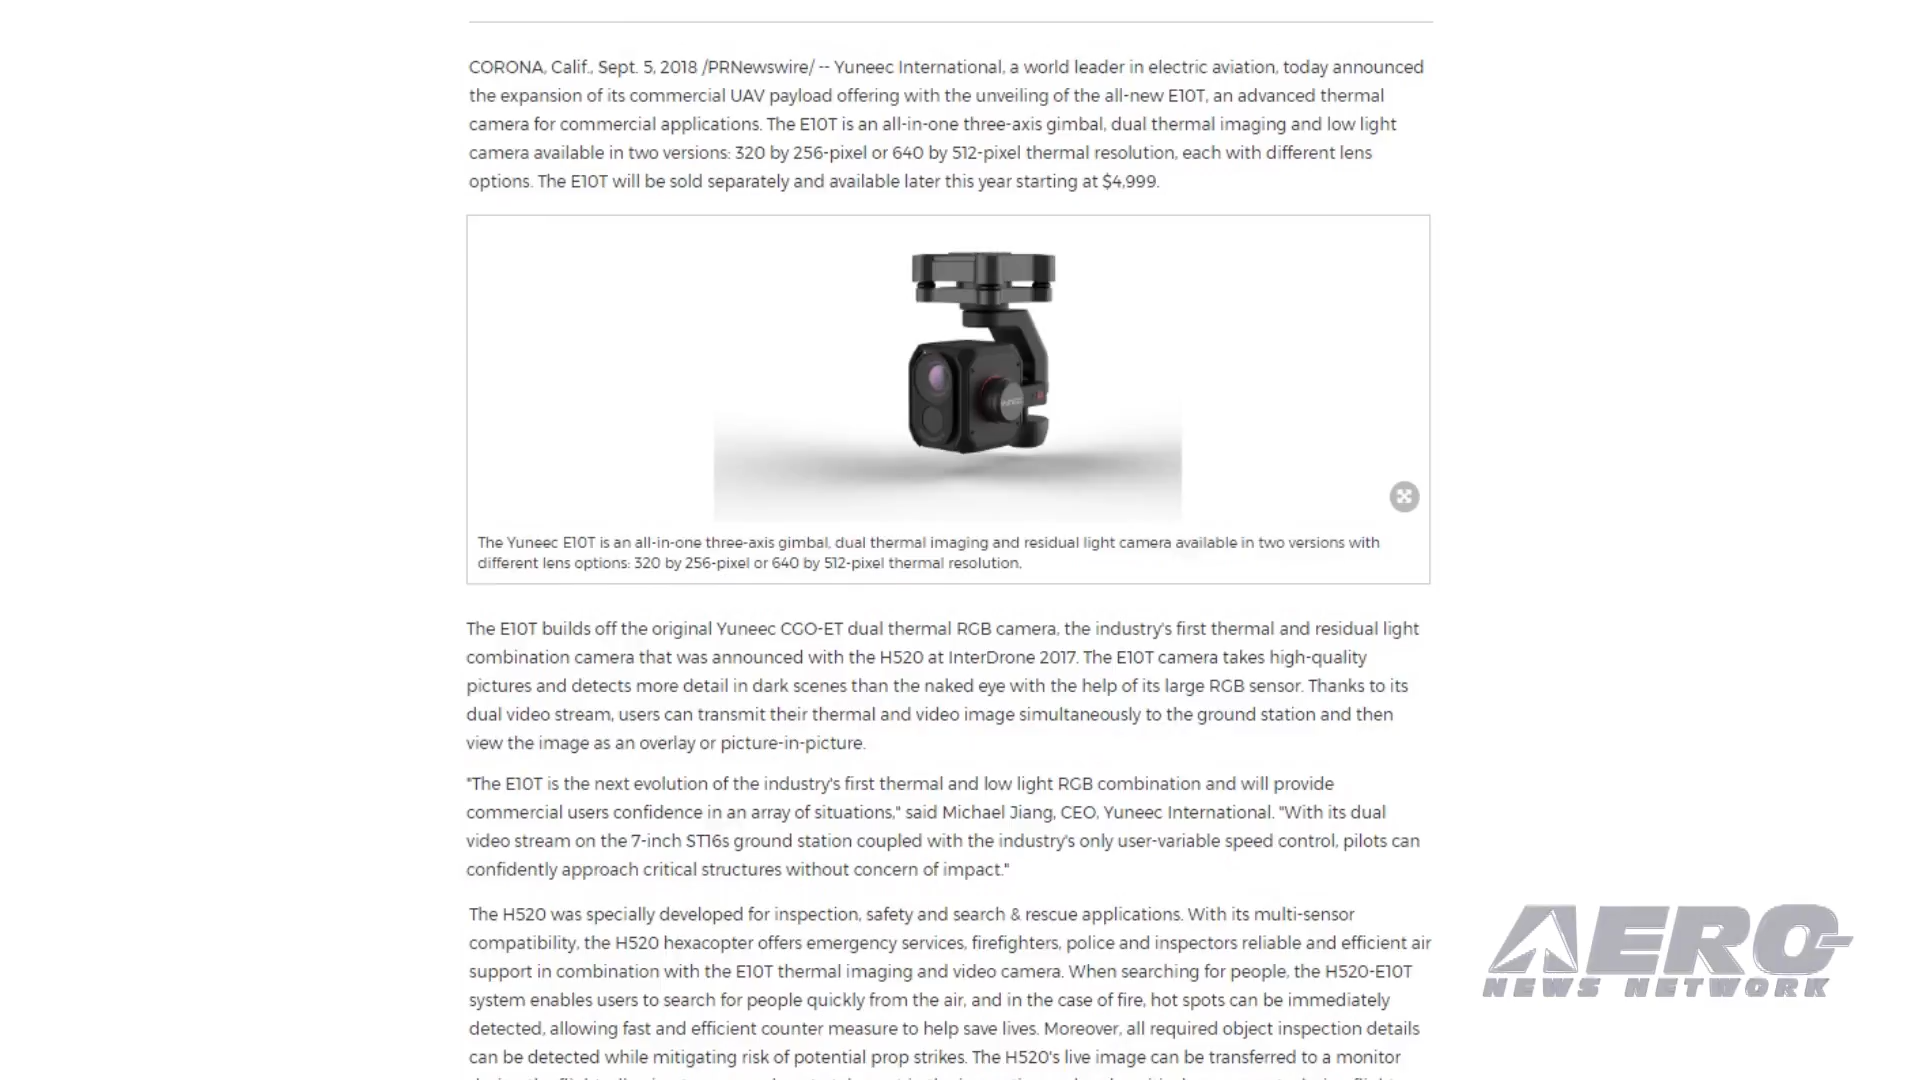 CORONA, Calif., Sept. 5, 2018 /PRNewswire/ -- Yuneec International, a world leader in electric aviation, today announced
the expansion of its commercial UAV payload offering with the unveiling of the all-new E10T, an advanced thermal
camera for commercial applications. The E10T is an all-in-one three-axis gimbal, dual thermal imaging and low light
camera available in two versions: 320 by 256-pixel or 640 by 512-pixel thermal resolution, each with different lens
options. The E10T will be sold separately and available later this year starting at $4,999.
YUNEEC
The Yuneec E10T is an all-in-one three-axis gimbal, dual thermal imaging and residual light camera available in two versions with
different lens options: 320 by 256-pixel or 640 by 512-pixel thermal resolution.
The E10T builds off the original Yuneec CGO-ET dual thermal RGB camera, the industry's first thermal and residual light
combination camera that was announced with the H520 at InterDrone 2017. The E10T camera takes high-quality
pictures and detects more detail in dark scenes than the naked eye with the help of its large RGB sensor. Thanks to its
dual video stream, users can transmit their thermal and video image simultaneously to the ground station and then
view the image as an overlay or picture-in-picture.
"The E10T is the next evolution of the industry's first thermal and low light RGB combination and will provide
commercial users confidence in an array of situations," said Michael Jiang, CEO, Yuneec International. "With its dual
video stream on the 7-inch ST16s ground station coupled with the industry's only user-variable speed control, pilots can
confidently approach critical structures without concern of impact."
The H520 was specially developed for inspection, safety and search & rescue applications. With its multi-sensor
compatibility, the H520 hexacopter offers emergency services, firefighters, police and inspectors reliable and efficient air
support in combination with the E10T thermal imaging and video camera. When searching for people, the H520-E10T
system enables users to search for people quickly from the air, and in the case of fire, hot spots can be immediately
detected, allowing fast and efficient counter measure to help save lives. Moreover, all required object inspection details
can be detected while mitigating risk of potential prop strikes. The H520's live image can be transferred to a monitor
AERO-
NEWS NETWORK